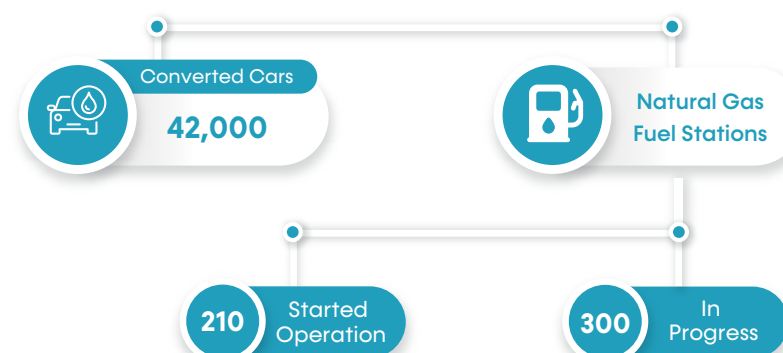 Converted Cars
42,000
Natural Gas
Fuel Stations
210
Started
Operation
300
In
Progress